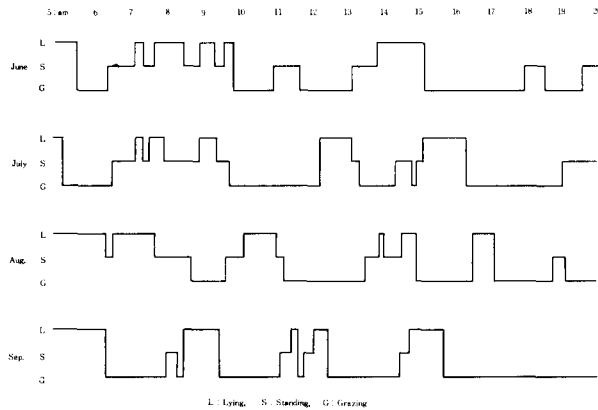 5:am 6 7 8 9 10 11 12 13 14 15 16 17 18 19 20
L
June S
G
L
July S
G
L
Aug. S
G
L
Sep. S
G
L : Lying, S : Standing, G : Grazing